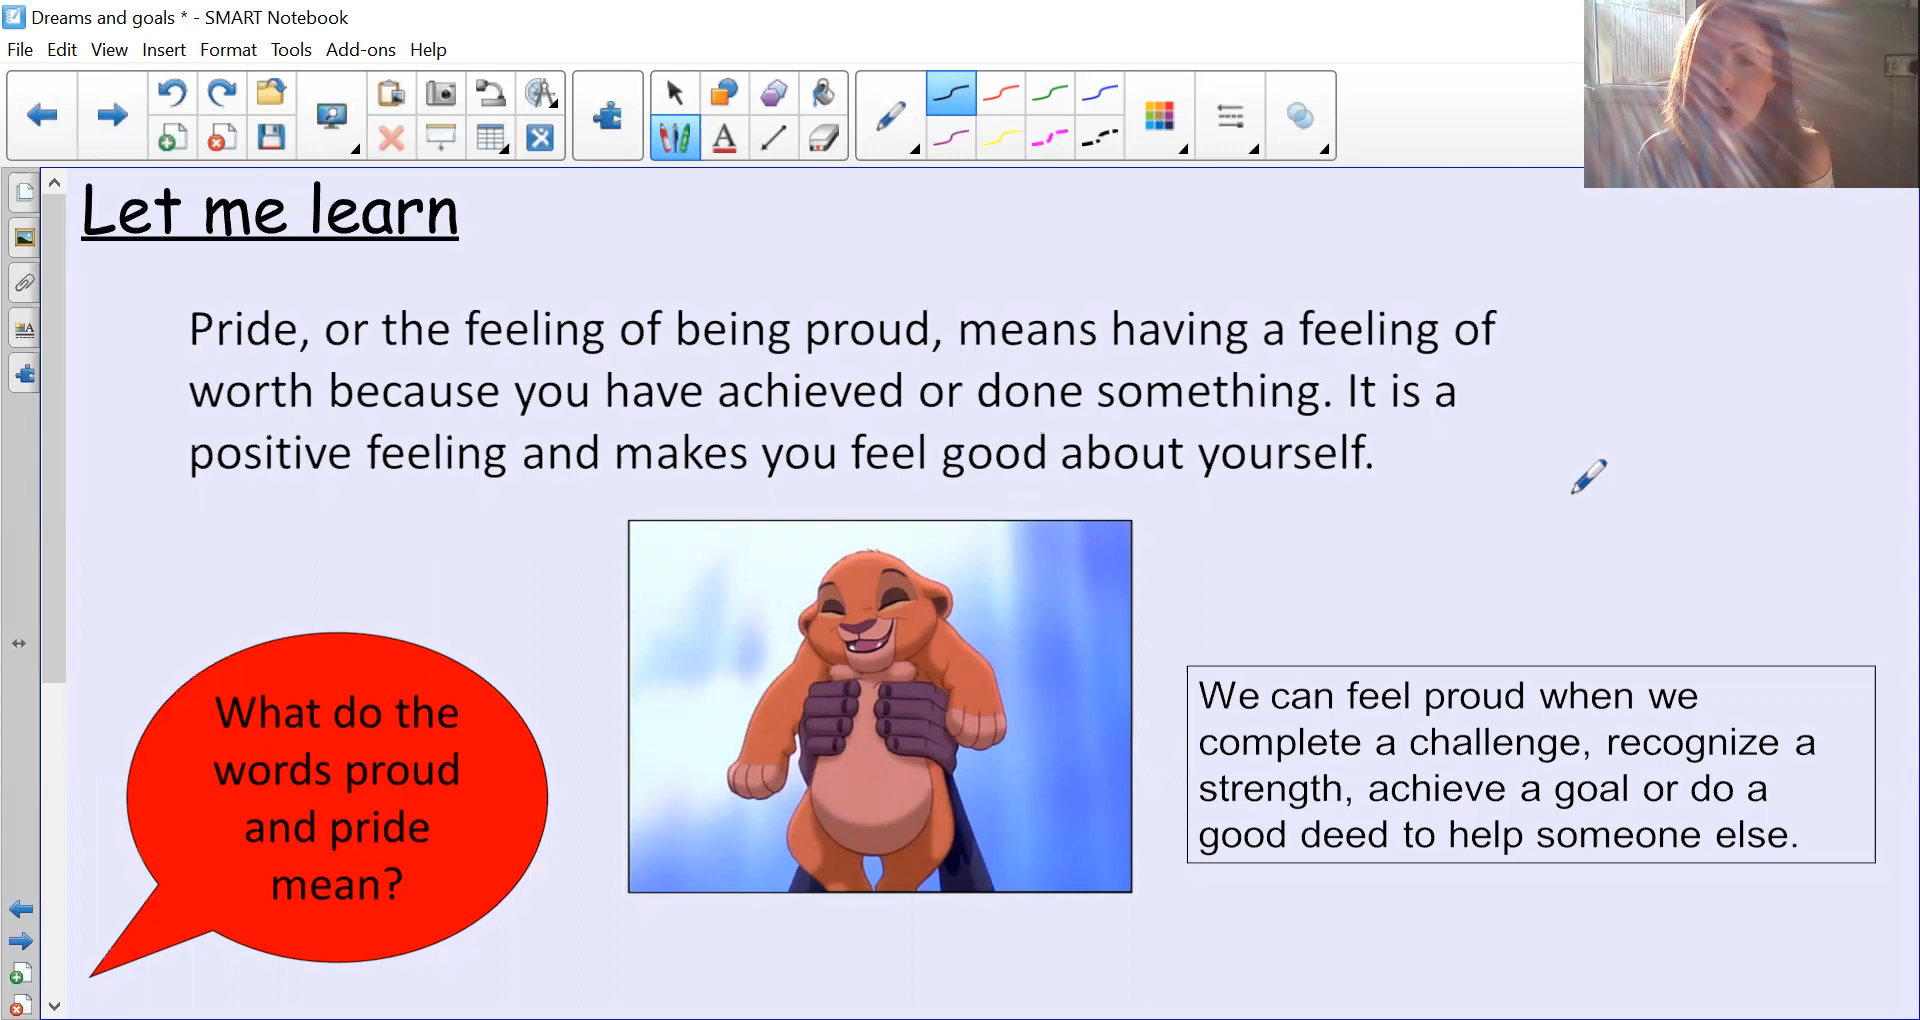 Dreams and goals * - SMART Notebook
File Edit View Insert Format Tools Add-ons Help
Let me learn
Pride, or the feeling of being proud, means having a feeling of
worth because you have achieved or done something. It is a
positive feeling and makes you feel good about yourself.
What do the
words proud
and pride
mean?
We can feel proud when we
complete a challenge, recognize a
strength, achieve a goal or do a
good deed to help someone else.